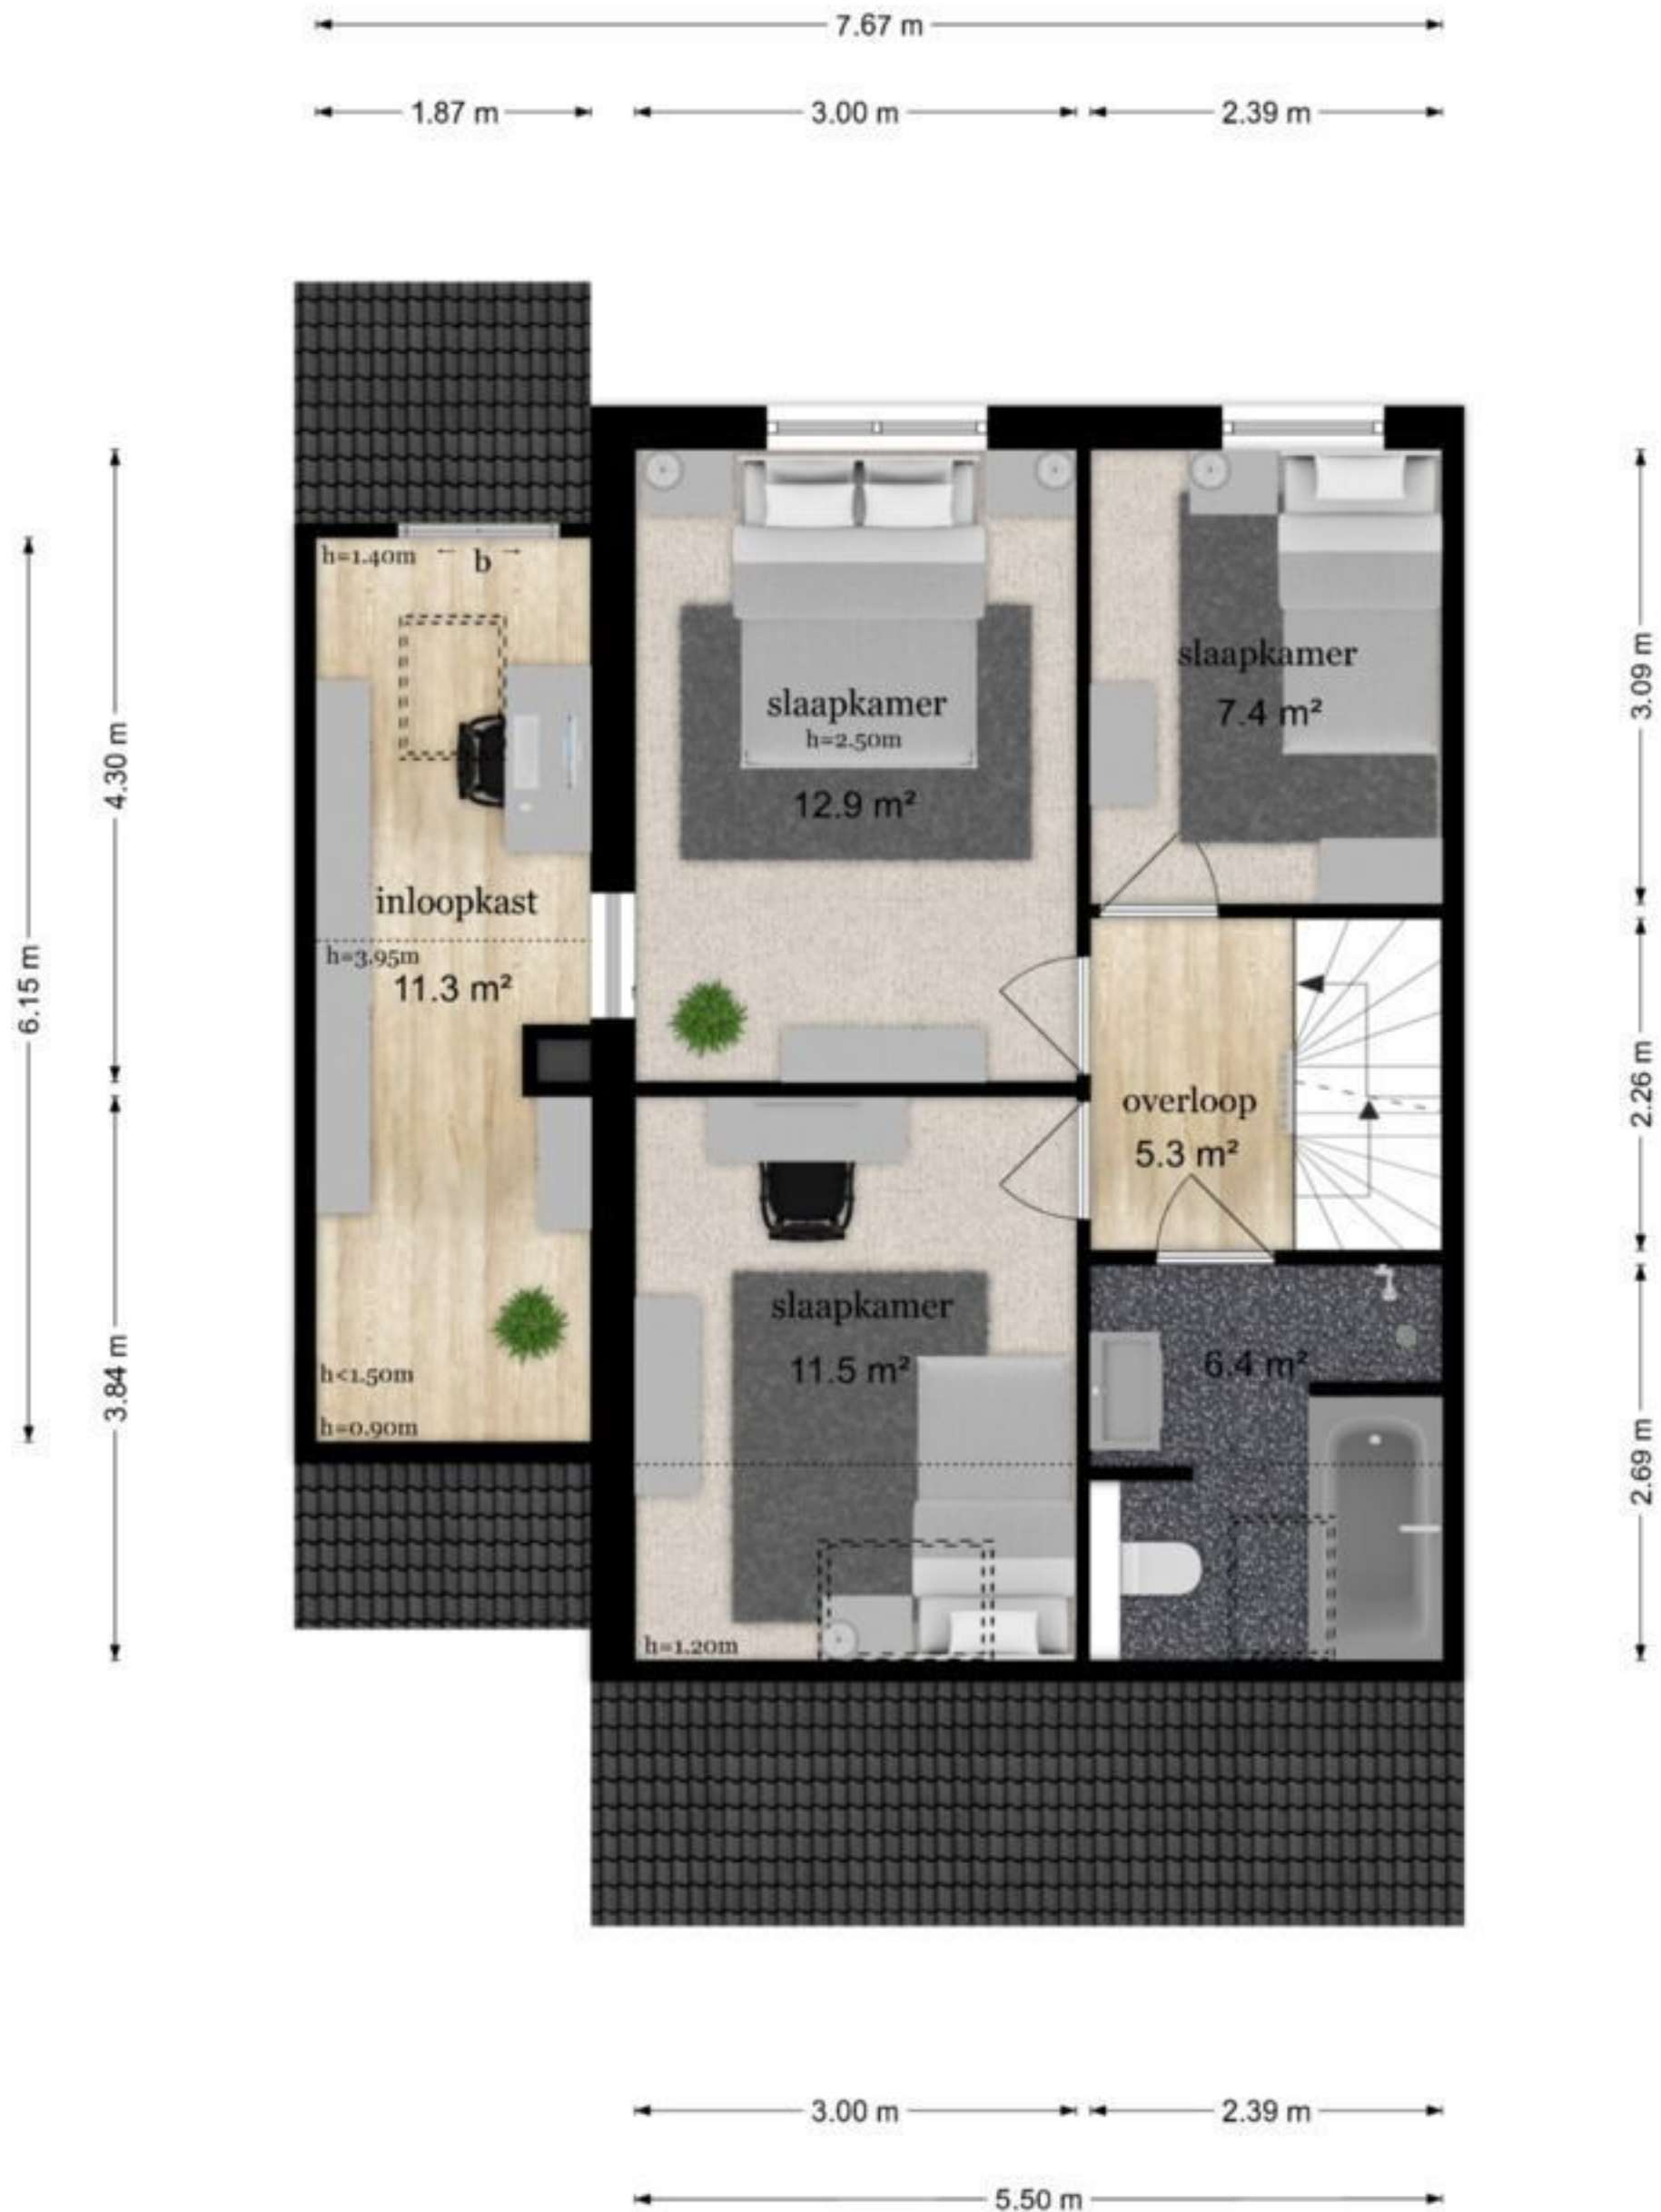 7.67 m
1.87 m
3.00 m
2.39 m
h=1.40m
b
slaapkamer
h=2.50m
12.9 m²
slaapkamer
7.4 m²
3.09 m
4.30 m
inloopkast
h=3.95m
11.3 m²
6.15 m
overloop
5.3 m²
2.26 m
slaapkamer
11.5 m²
6.4 m²
h<1.50m
h=0.90m
3.84 m
2.69 m
h=1.20m
3.00 m
2.39 m
5.50 m